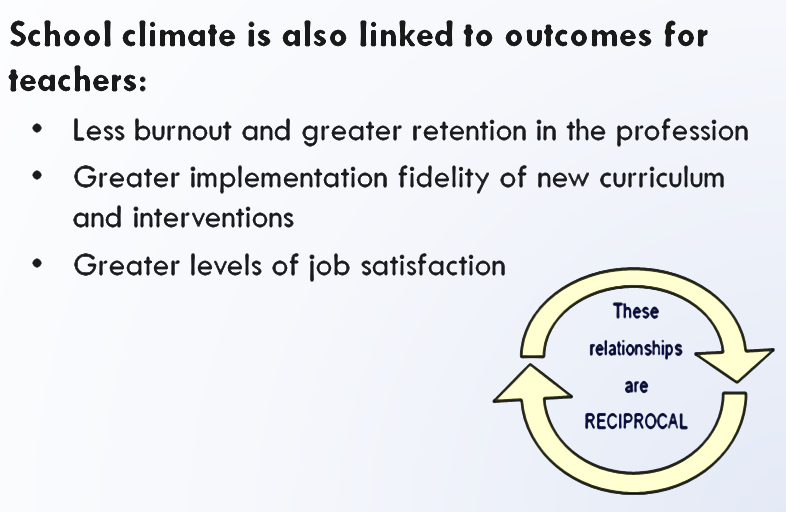 School climate is also linked to outcomes for
teachers:
• Less burnout and greater retention in the profession
• Greater implementation fidelity of new curriculum
and interventions
• Greater levels of job satisfaction
These
relationships
are
RECIPROCAL